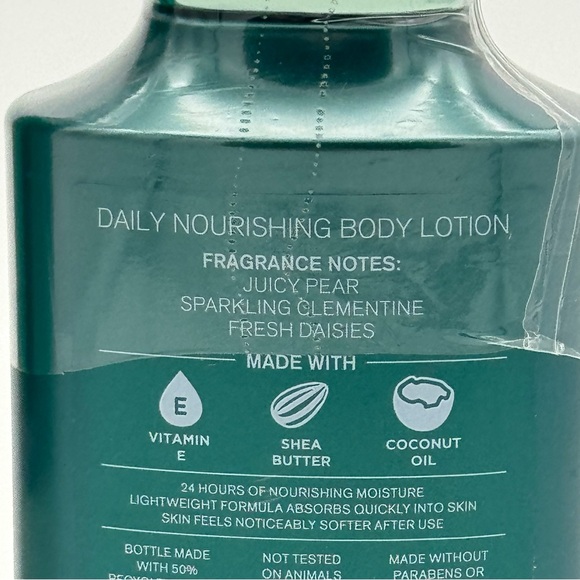 DAILY NOURISHING BODY LOTION
FRAGRANCE NOTES:
JUICY PEAR
SPARKLING CLEMENTINE
FRESH DAISIES
MADE WITH
E
VITAMIN E
SHEA BUTTER
COCONUT OIL
24 HOURS OF NOURISHING MOISTURE
LIGHTWEIGHT FORMULA ABSORBS QUICKLY INTO SKIN
SKIN FEELS NOTICEABLY SOFTER AFTER USE
BOTTLE MADE
WITH 50%
NOT TESTED
ON ANIMALS
MADE WITHOUT
PARABENS OR